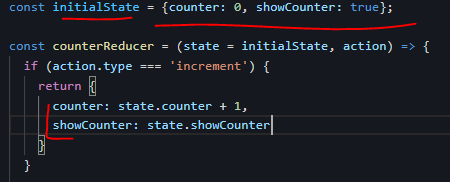 const initialState = {counter: 0, showCounter: true};
const counterReducer = (state = initialState, action) => {
if (action.type === 'increment') {
return {
counter: state.counter + 1,
showCounter: state.showCounter
}
}